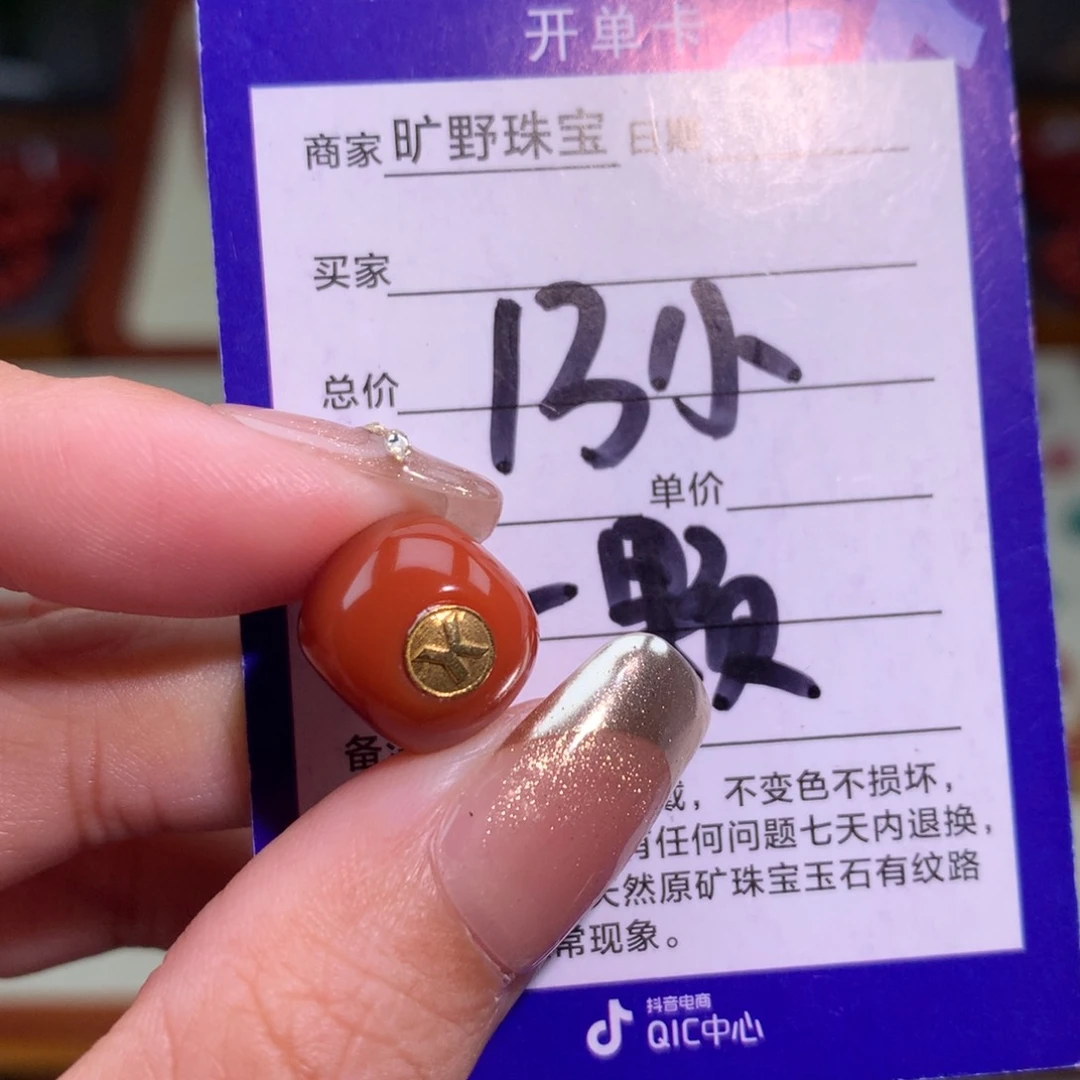 开单卡
商家 旷野珠宝 日期
买家
13小
总价
单价
一颗
备
戴，不变色不损坏，
有任何问题七天内退换，
天然原矿珠宝玉石有纹路
常现象。
抖音电商
QIC中心